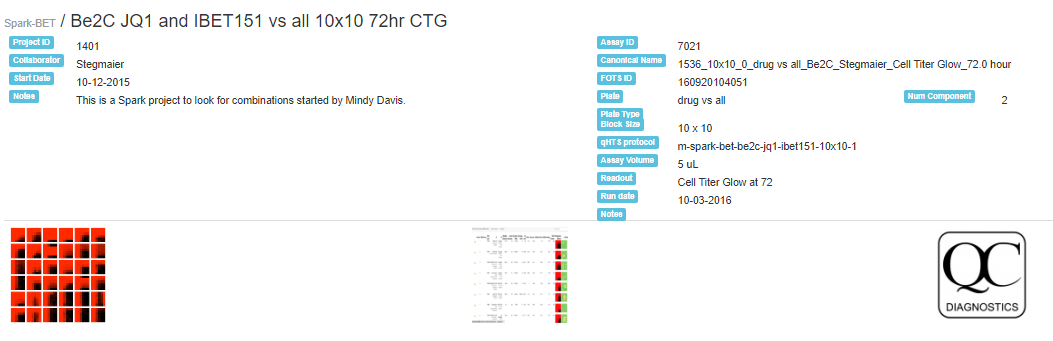 Spark-BET / Be2C JQ1 and IBET151 vs all 10x10 72hr CTG
Project ID 1401
Collaborator Stegmaier
Start Date 10-12-2015
Notes This is a Spark project to look for combinations started by Mindy Davis.
Assay ID 7021
Canonical Name 1536_10x10_0_drug vs all_Be2C_Stegmaier_Cell Titer Glow_72.0 hour
FOTS ID 160920104051
Plate drug vs all Num Component 2
Plate Type
Block Size 10 x 10
qHTS protocol m-spark-bet-be2c-jq1-ibet151-10x10-1
Assay Volume 5 uL
Readout Cell Titer Glow at 72
Run date 10-03-2016
Notes
QC
DIAGNOSTICS